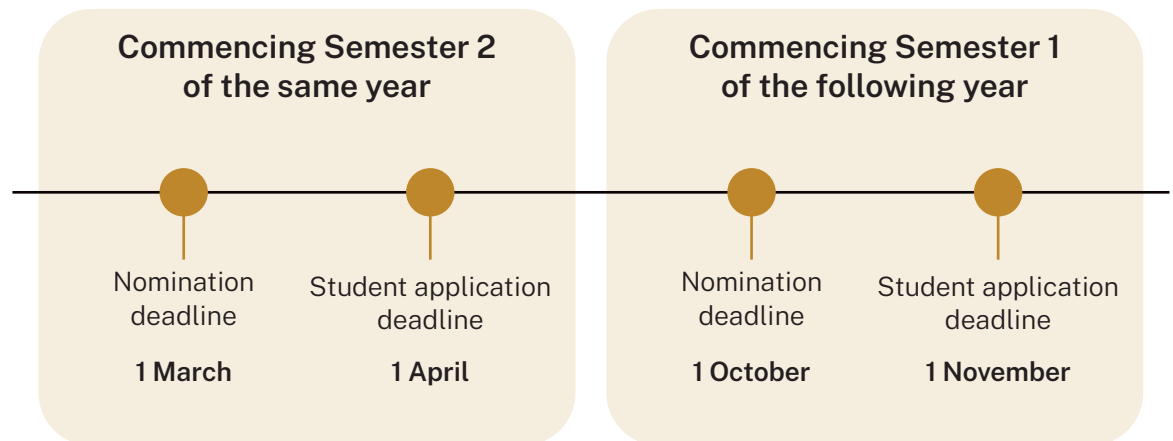 Commencing Semester 2
of the same year
Nomination
deadline
1 March
Student application
deadline
1 April
Commencing Semester 1
of the following year
Nomination
deadline
1 October
Student application
deadline
1 November